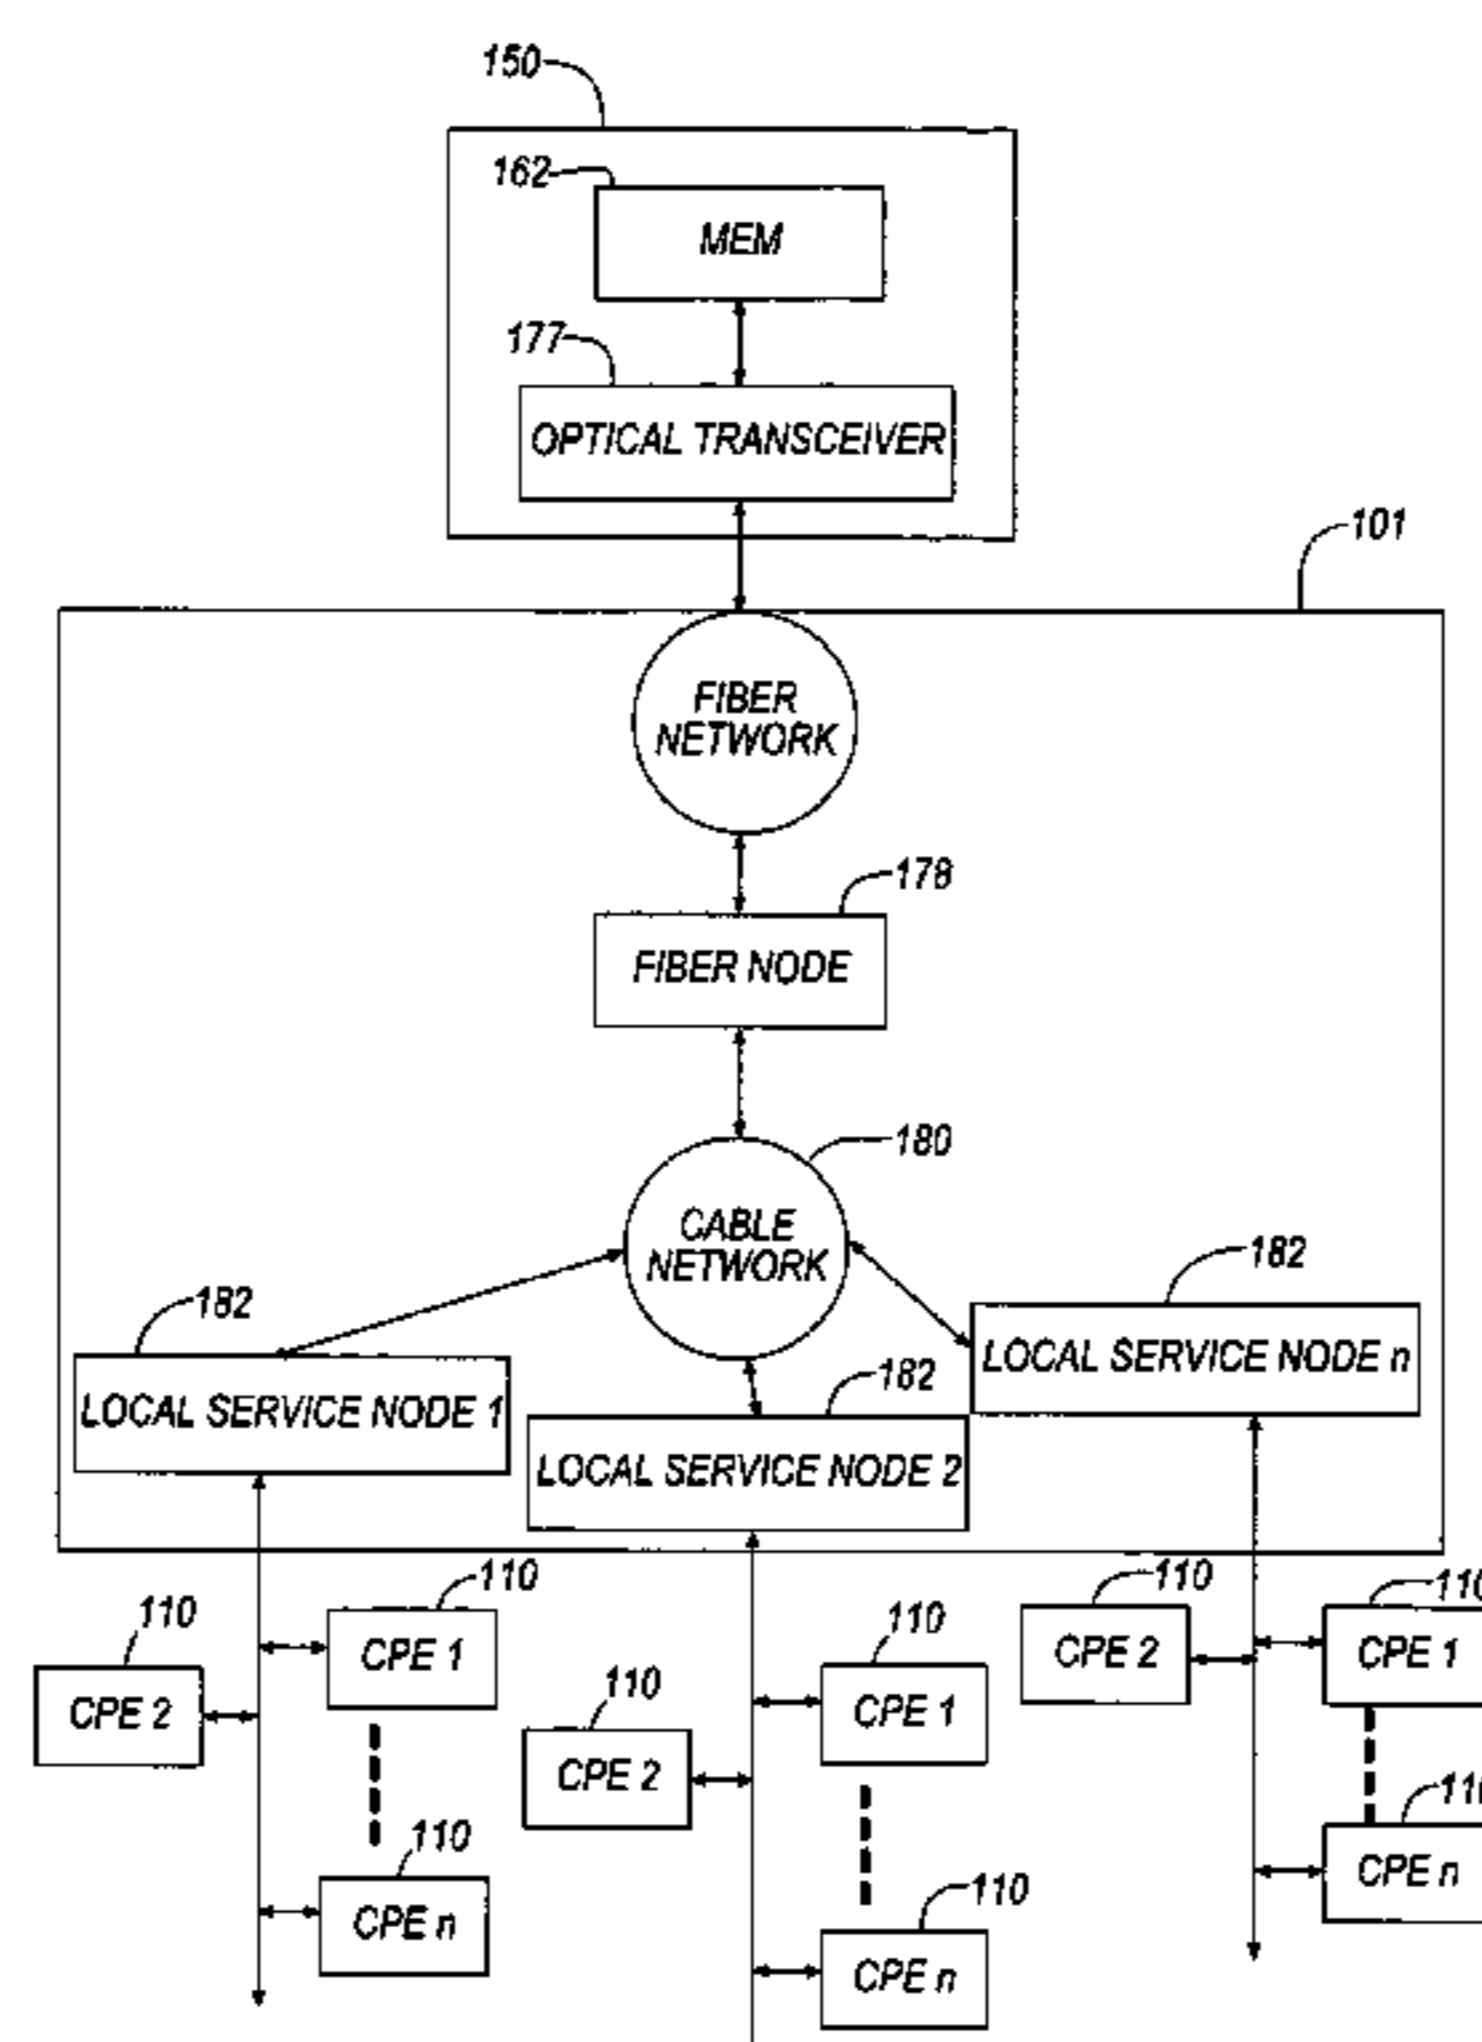 150
162
MEM
177
OPTICAL TRANSCEIVER
101
FIBER
NETWORK
178
FIBER NODE
180
CABLE
NETWORK
182
182
LOCAL SERVICE NODE n
182
LOCAL SERVICE NODE 1
LOCAL SERVICE NODE 2
110
110
110
110
CPE 1
CPE 2
CPE 2
CPE 1
110
110
CPE 2
CPE 1
110
CPE n
110
CPE n
110
CPE n